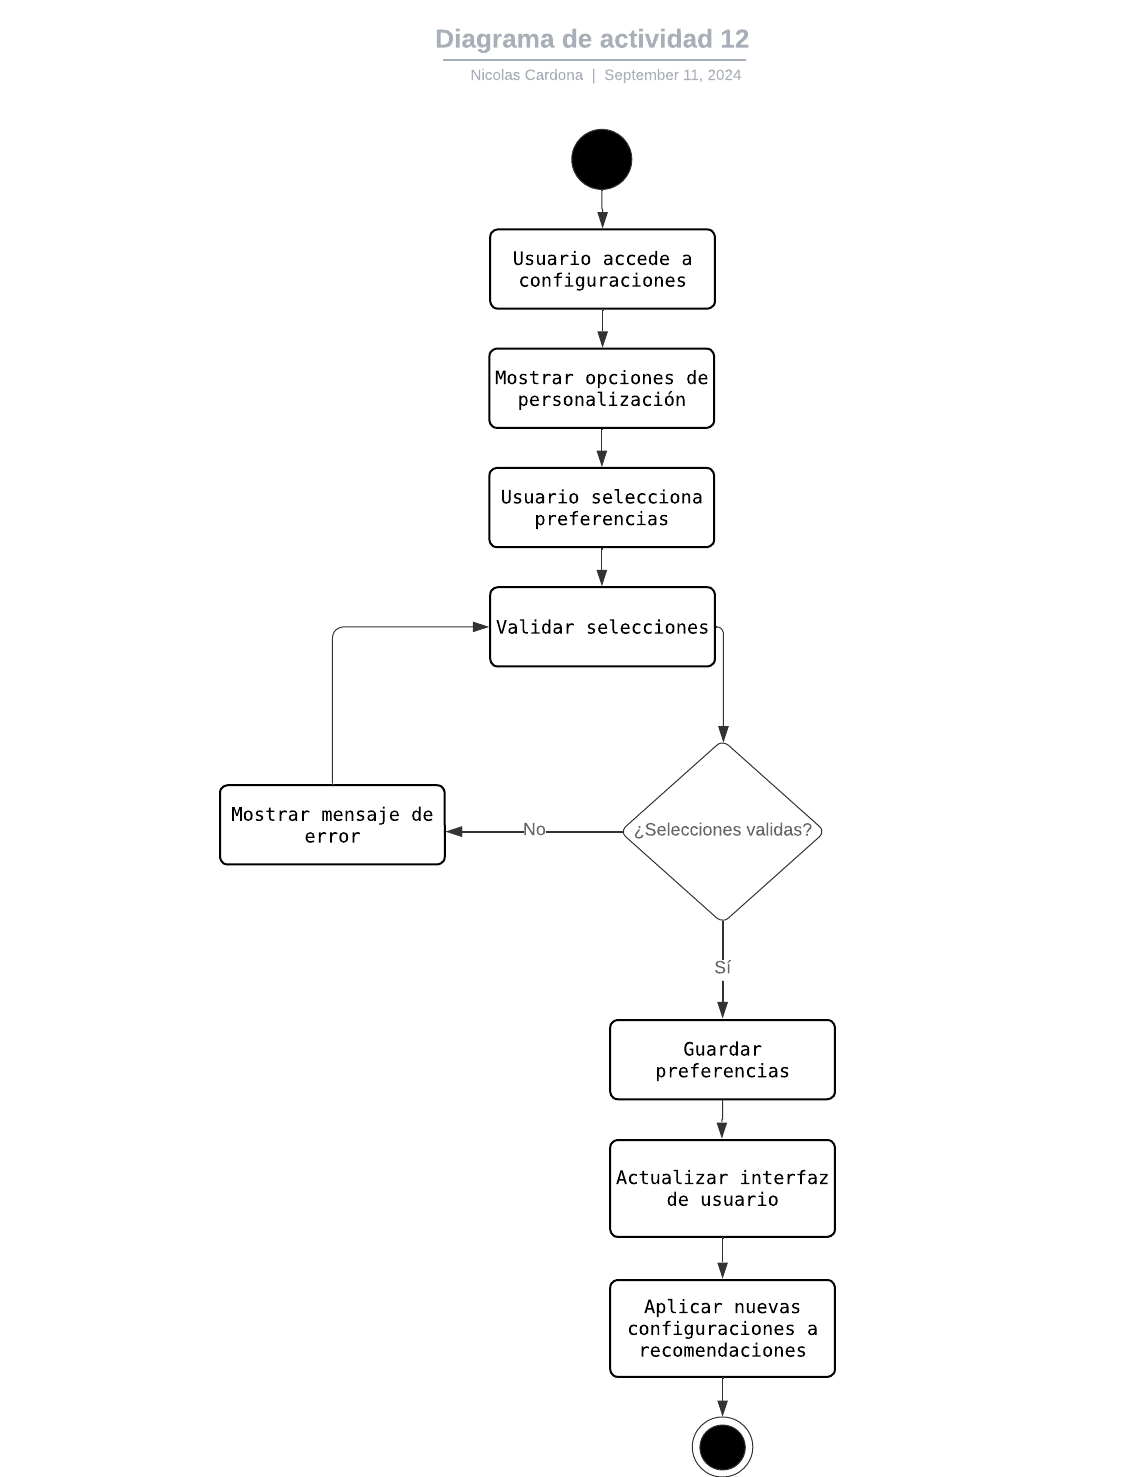 Diagrama de actividad 12
Nicolas Cardona | September 11, 2024
Usuario accede a
configuraciones
Mostrar opciones de
personalización
Usuario selecciona
preferencias
Validar selecciones
Mostrar mensaje de
error
No
¿Selecciones validas?
Sí
Guardar
preferencias
Actualizar interfaz
de usuario
Aplicar nuevas
configuraciones a
recomendaciones